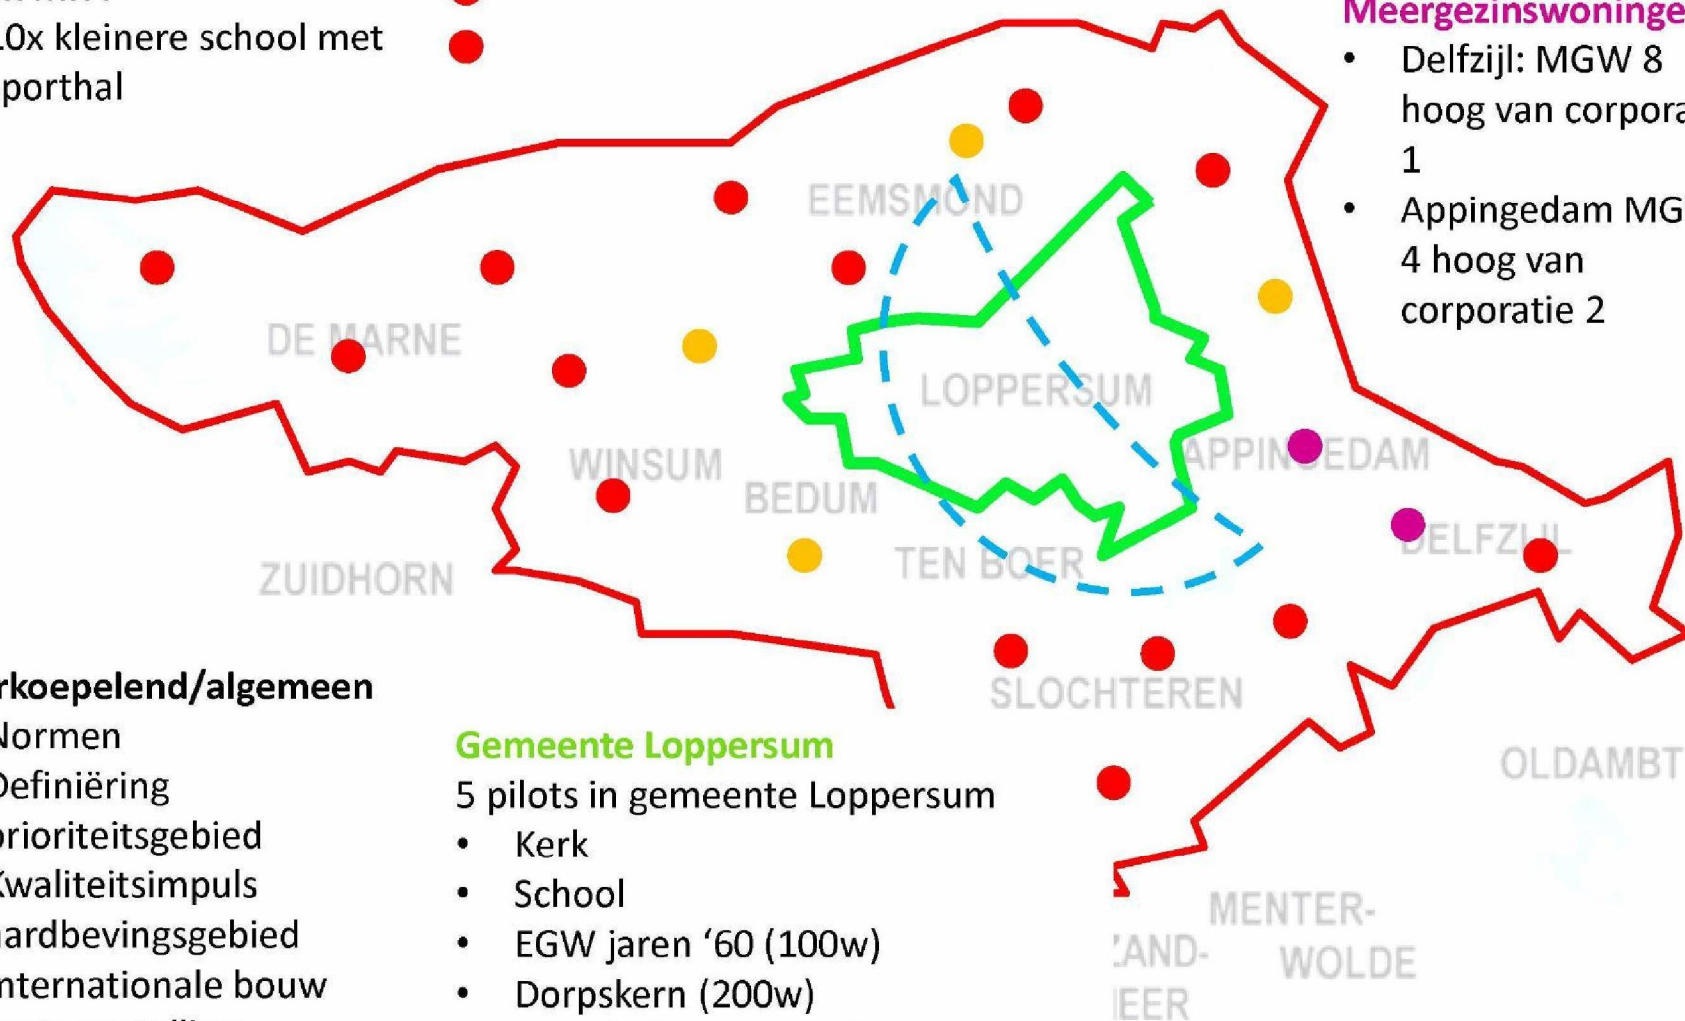 10x kleinere school met
porthal
Meergezinswoninge
• Delfzijl: MGW 8
hoog van corpora
1
• Appingedam MG
4 hoog van
corporatie 2
EEMSMOND
DE MARNE
LOPPERSUM
WINSUM
APPINGEDAM
BEDUM
DELFZIJL
TEN BOER
ZUIDHORN
SLOCHTEREN
OLDAMBT
MENTER-
WOLDE
ZAND-
EER
rkoepelend/algemeen
Normen
Definiëring
prioriteitsgebied
Kwaliteitsimpuls
aardbevingsgebied
nternationale bouw
Gemeente Loppersum
5 pilots in gemeente Loppersum
• Kerk
• School
• EGW jaren ‘60 (100w)
• Dorpskern (200w)